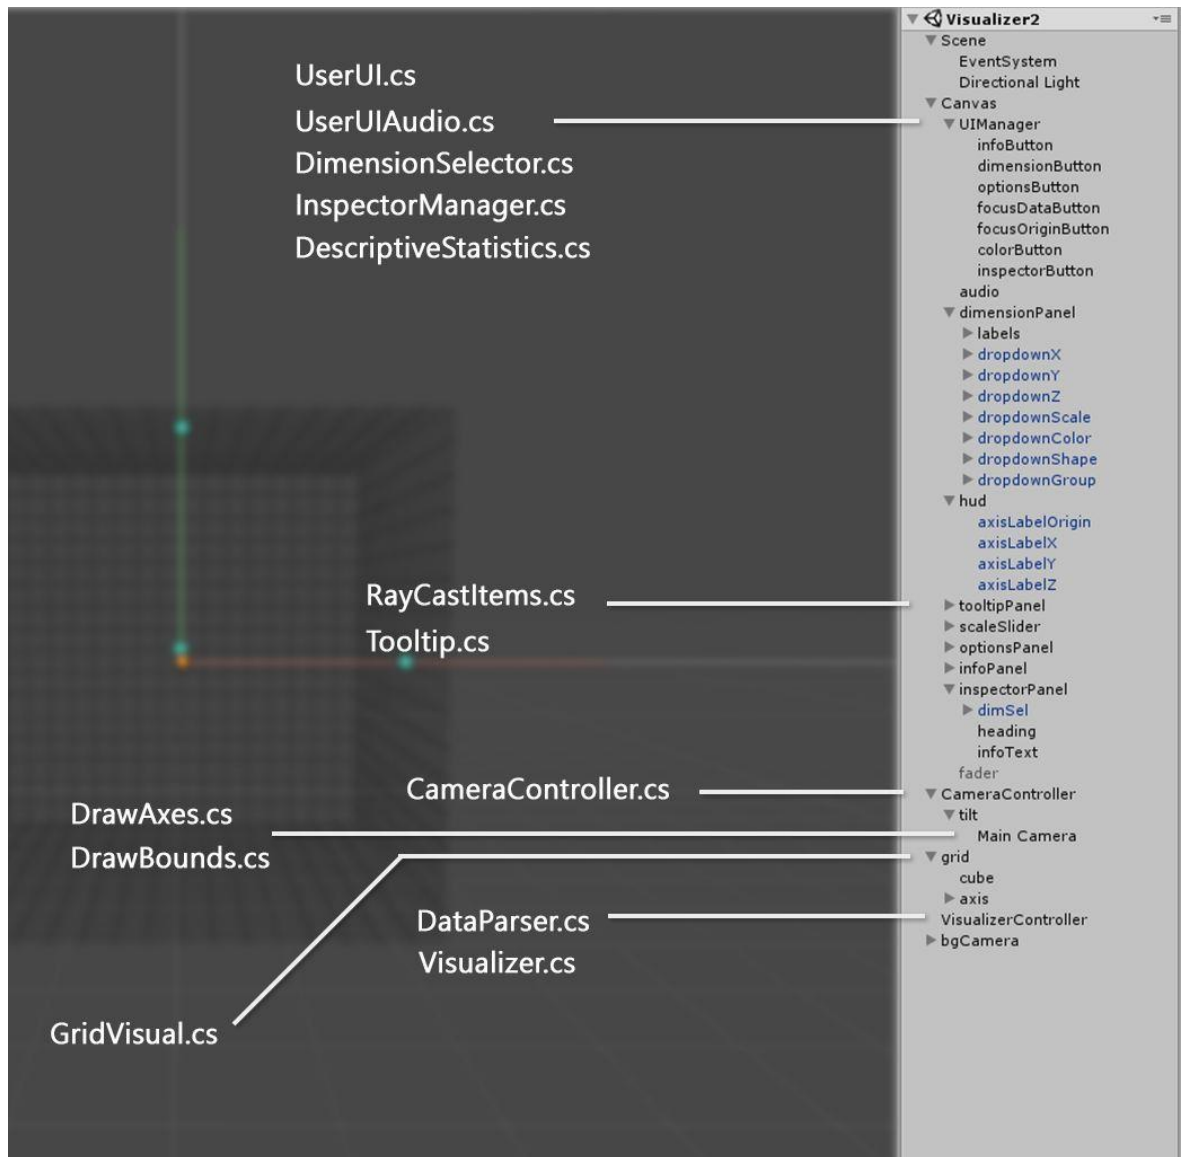 UserUI.cs
UserUIAudio.cs
DimensionSelector.cs
InspectorManager.cs
DescriptiveStatistics.cs
RayCastItems.cs
Tooltip.cs
CameraController.cs
DrawAxes.cs
DrawBounds.cs
DataParser.cs
Visualizer.cs
GridVisual.cs
Visualizer2
Scene
EventSystem
Directional Light
Canvas
UIManager
infoButton
dimensionButton
optionsButton
focusDataButton
focusOriginButton
colorButton
inspectorButton
audio
dimensionPanel
labels
dropdownX
dropdownY
dropdownZ
dropdownScale
dropdownColor
dropdownShape
dropdownGroup
hud
axisLabelOrigin
axisLabelX
axisLabelY
axisLabelZ
tooltipPanel
scaleSlider
optionsPanel
infoPanel
inspectorPanel
dimSel
heading
infoText
fader
CameraController
tilt
Main Camera
grid
cube
axis
VisualizerController
bgCamera